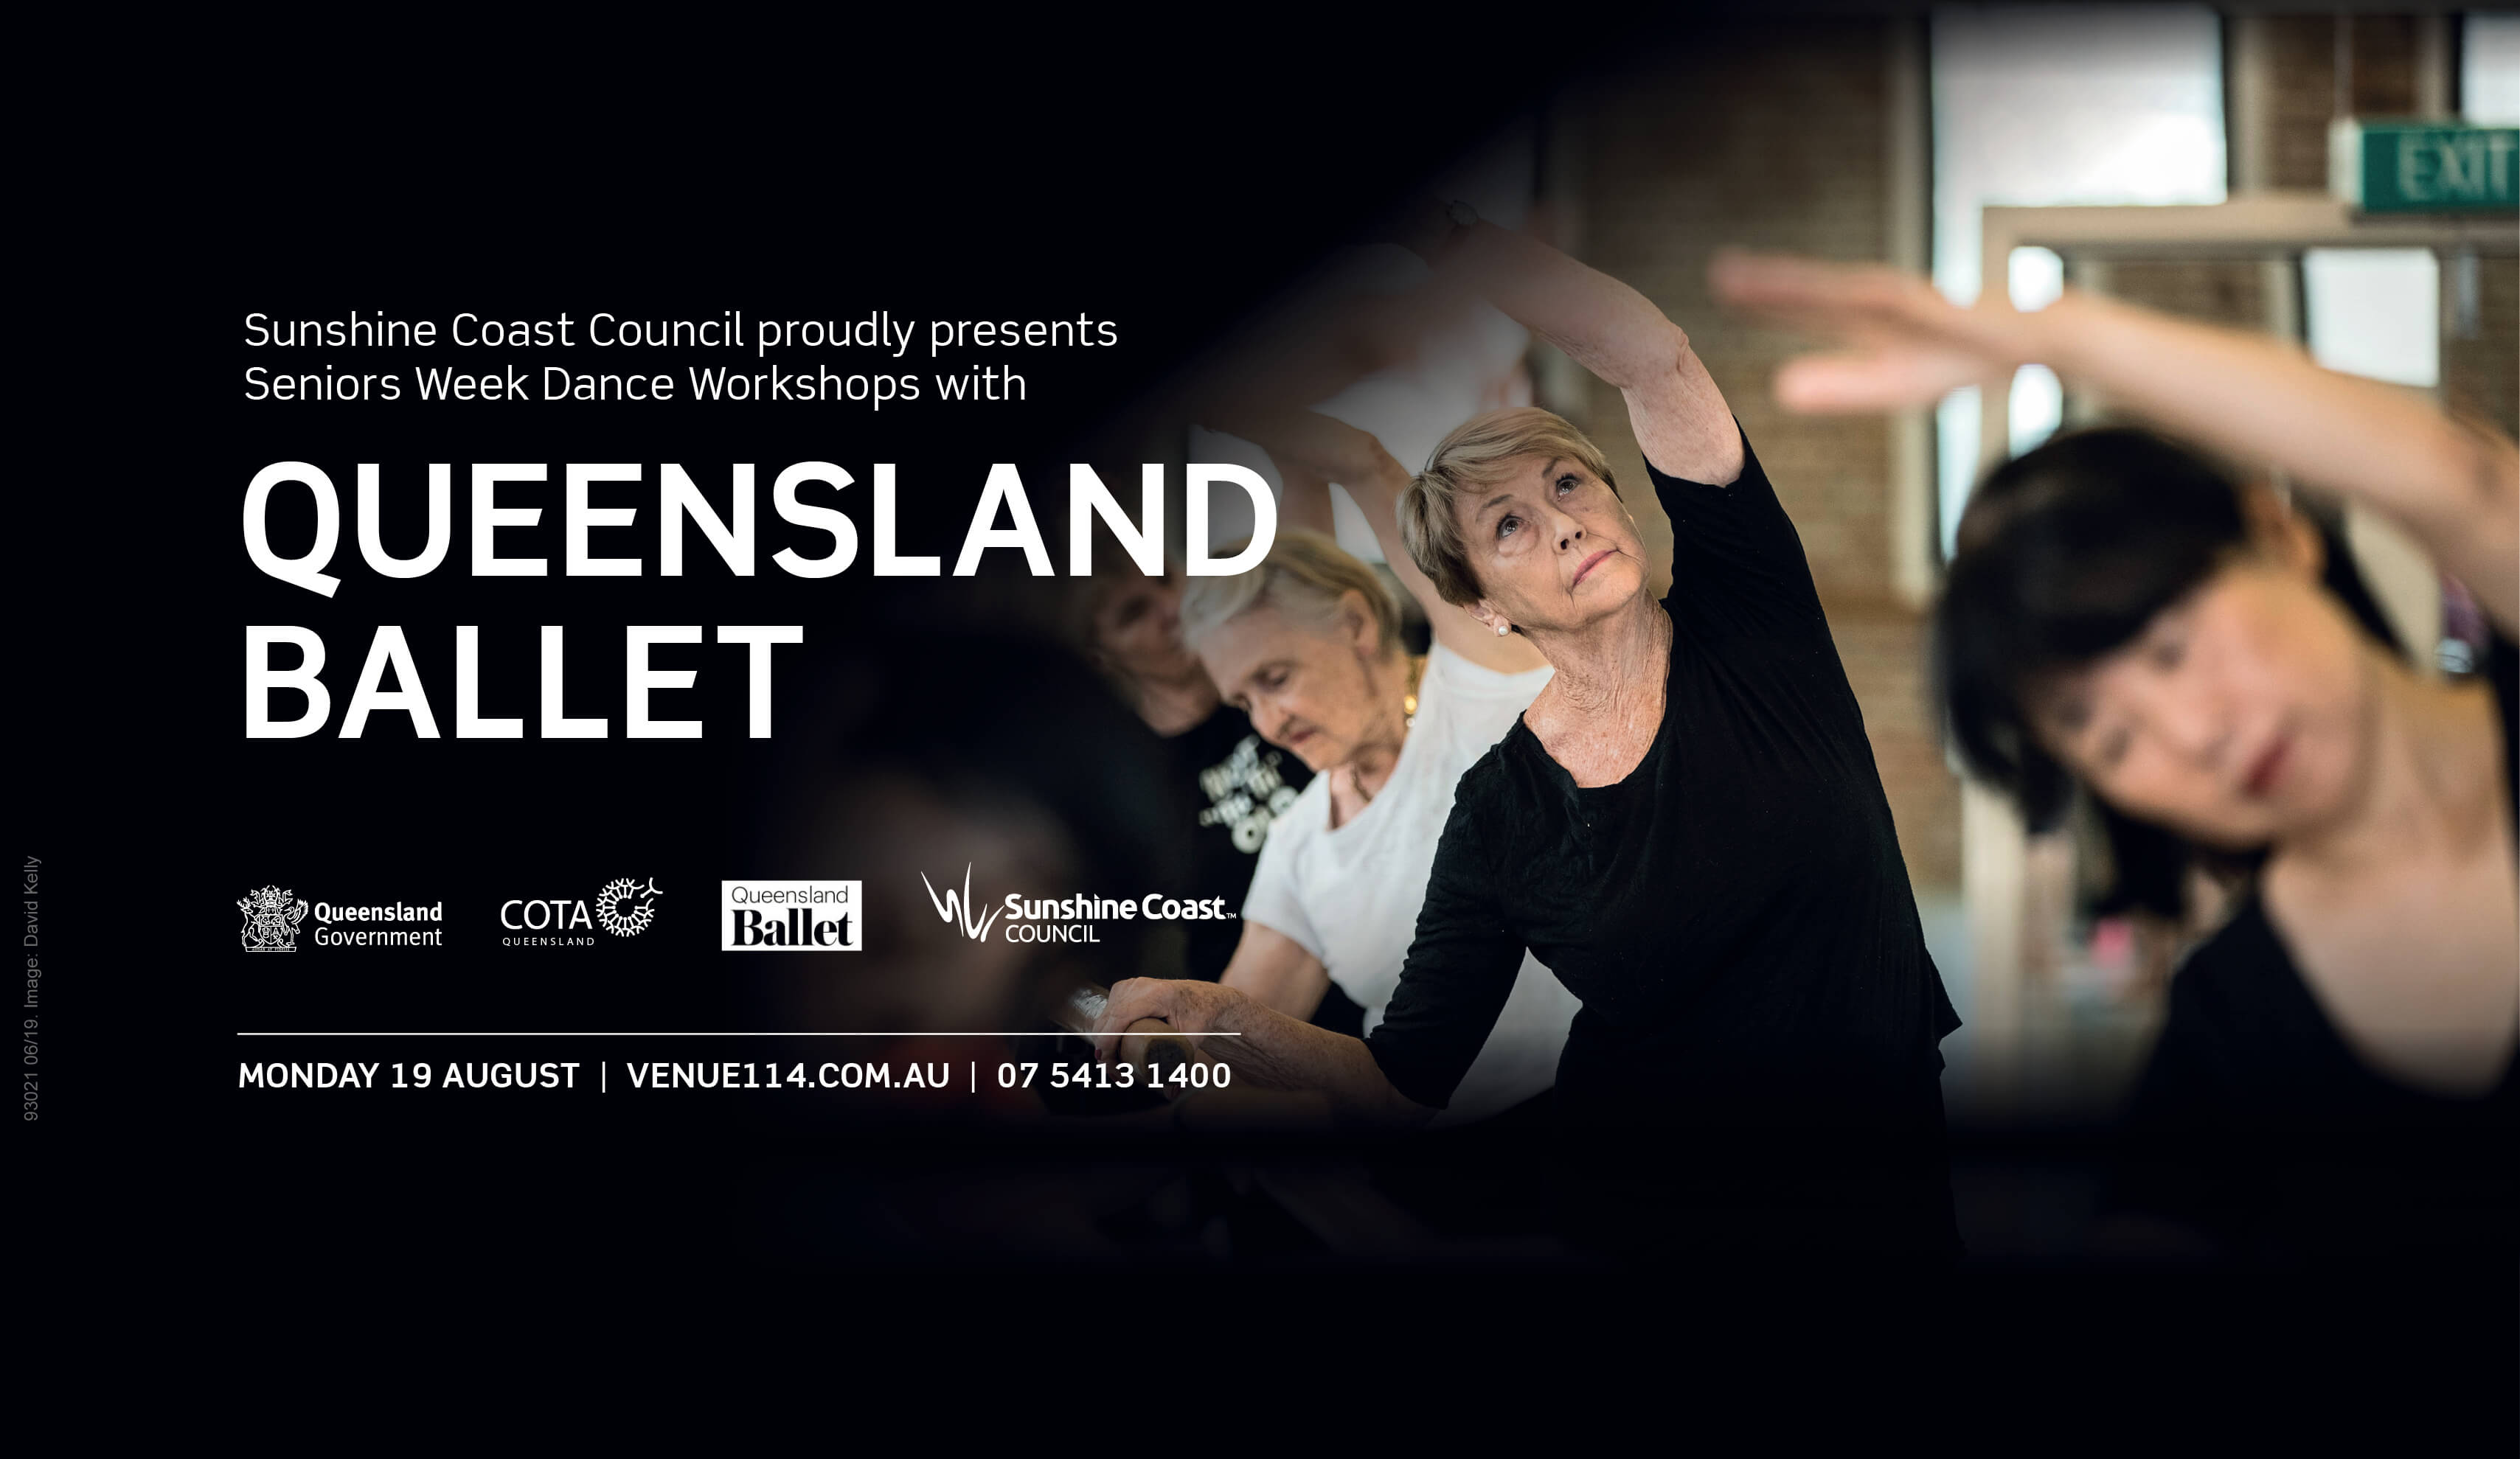 Sunshine Coast Council proudly presents
Seniors Week Dance Workshops with
QUEENSLAND
BALLET
Queensland
Government
COTA
QUEENSLAND
Queensland
Ballet
Sunshine Coast™
COUNCIL
MONDAY 19 AUGUST | VENUE114.COM.AU | 07 5413 1400
93021 06/19. Image: David Kelly
EXIT